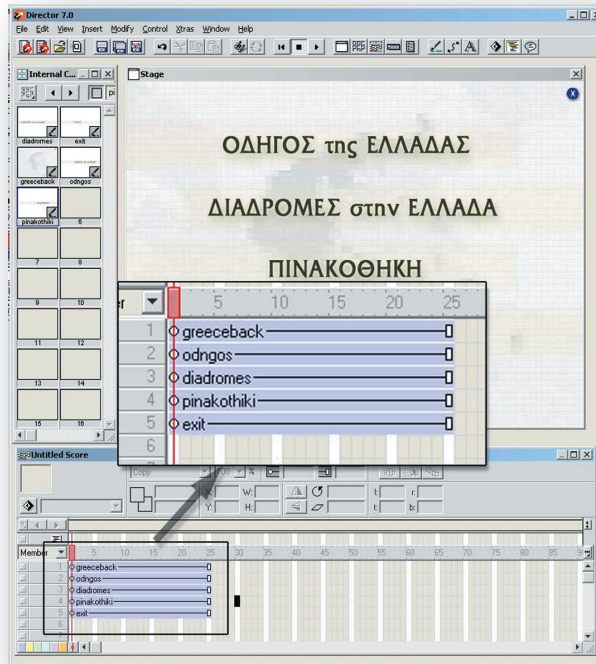 Director 7.0
File Edit View Insert Modify Control Xtras Window Help
Internal C...
Stage
diadromes exit
greeceback odngos
pinakothiki 6
7 8
9 10
11 12
13 14
15 16
ΟΔΗΓΟΣ της ΕΛΛΑΔΑΣ
ΔΙΑΔΡΟΜΕΣ στην ΕΛΛΑΔΑ
ΠΙΝΑΚΟΘΗΚΗ
5 10 15 20 25
1 greeceback
2 odngos
3 diadromes
4 pinakothiki
5 exit
6
Untitled Score
Copy 100 %
X: W: t: r:
Y: H: t: b:
Member 5 10 15 20 25 30 35 40 45 50 55 60 65 70 75 80 85
1 greeceback
2 odngos
3 diadromes
4 pinakothiki
5 exit
6
7